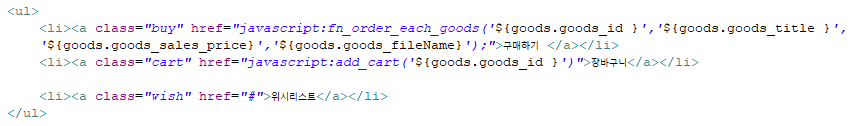 <ul>
<li><a class="buy" href="javascript:fn_order_each_goods('${goods.goods_id }','${goods.goods_title }',
'${goods.goods_sales_price}','${goods.goods_fileName}');">구매하기 </a></li>
<li><a class="cart" href="javascript:add_cart('${goods.goods_id }')">장바구니</a></li>
<li><a class="wish" href="#">위시리스트</a></li>
</ul>